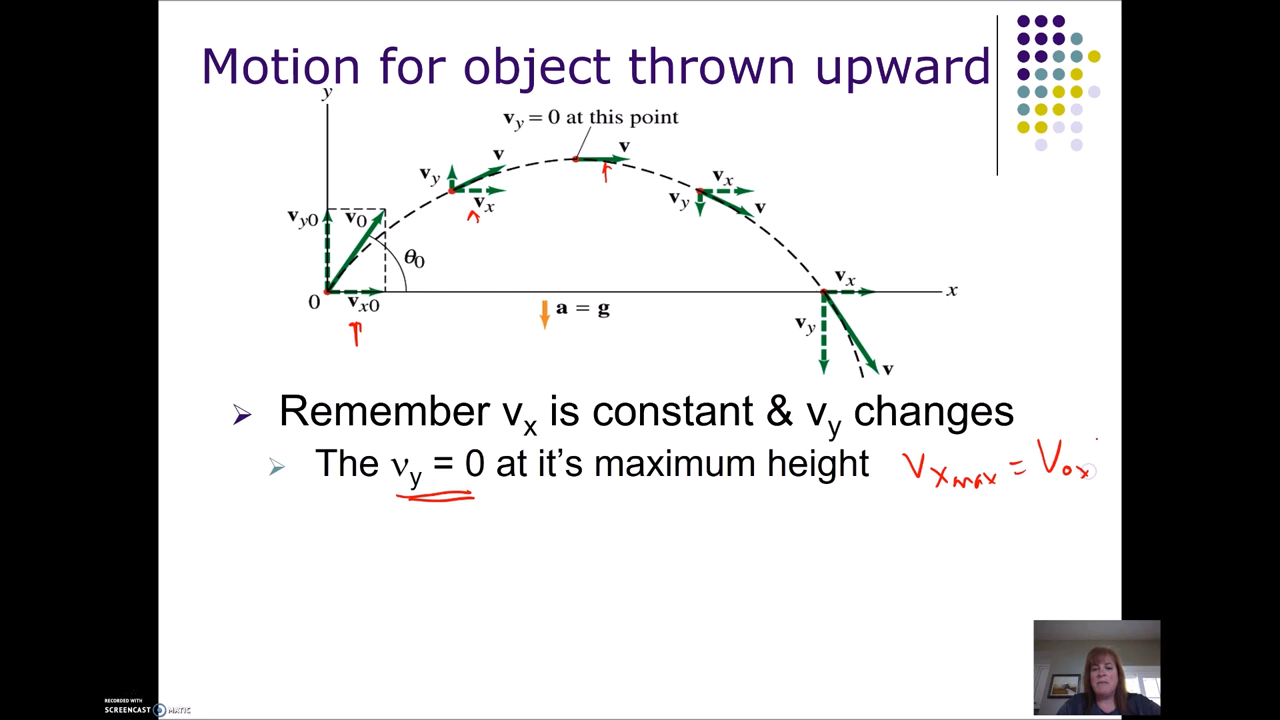 Motion for object thrown upward
y
v_y = 0 at this point
v
v
v_y
v_x
v_x
v_y
v
v_y0
v_0
θ_0
0
v_x0
a = g
v_x
x
v_y
v
Remember v_x is constant & v_y changes
The v_y = 0 at it's maximum height
v_x max = v_ox
RECORDED WITH
SCREENCAST MATIC